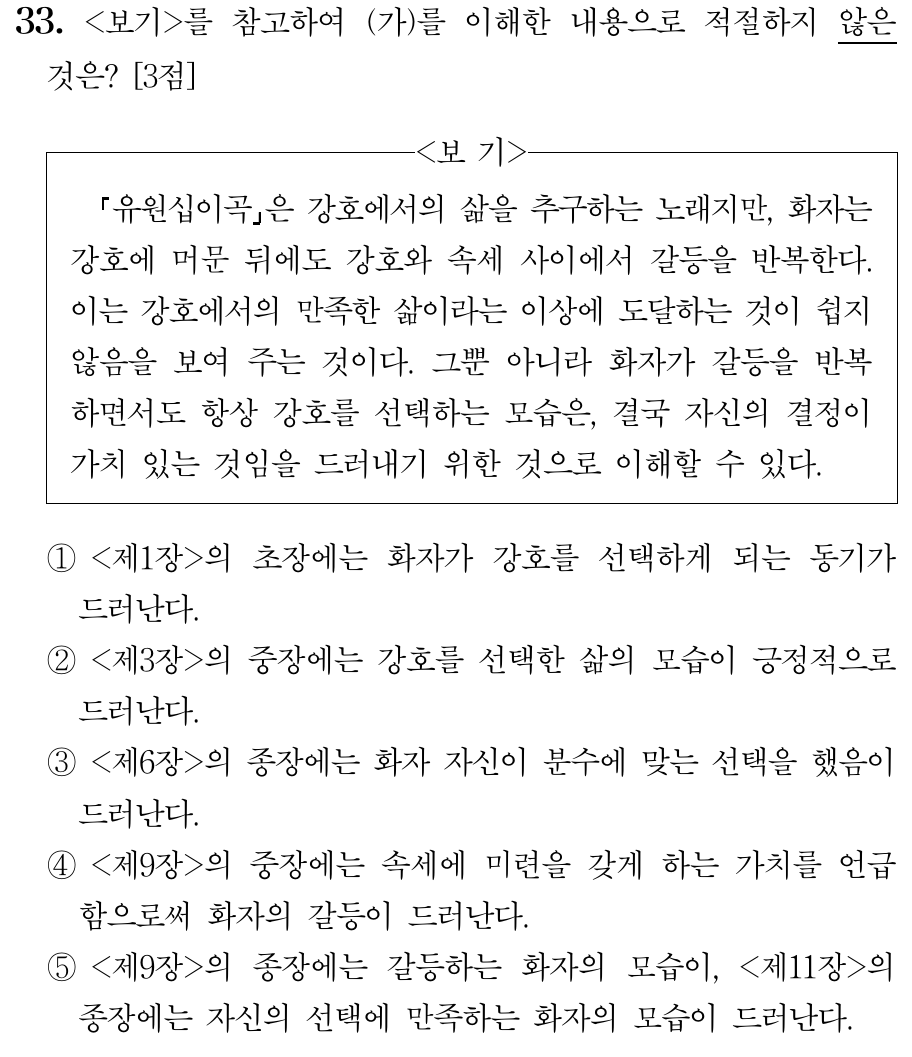 33. <보기>를 참고하여 (가)를 이해한 내용으로 적절하지 않은
것은? [3점]
<보 기>
『유원십이곡』은 강호에서의 삶을 추구하는 노래지만, 화자는
강호에 머문 뒤에도 강호와 속세 사이에서 갈등을 반복한다.
이는 강호에서의 만족한 삶이라는 이상에 도달하는 것이 쉽지
않음을 보여 주는 것이다. 그뿐 아니라 화자가 갈등을 반복
하면서도 항상 강호를 선택하는 모습은, 결국 자신의 결정이
가치 있는 것임을 드러내기 위한 것으로 이해할 수 있다.
① <제1장>의 초장에는 화자가 강호를 선택하게 되는 동기가
드러난다.
② <제3장>의 중장에는 강호를 선택한 삶의 모습이 긍정적으로
드러난다.
③ <제6장>의 종장에는 화자 자신이 분수에 맞는 선택을 했음이
드러난다.
④ <제9장>의 중장에는 속세에 미련을 갖게 하는 가치를 언급
함으로써 화자의 갈등이 드러난다.
⑤ <제9장>의 종장에는 갈등하는 화자의 모습이, <제11장>의
종장에는 자신의 선택에 만족하는 화자의 모습이 드러난다.